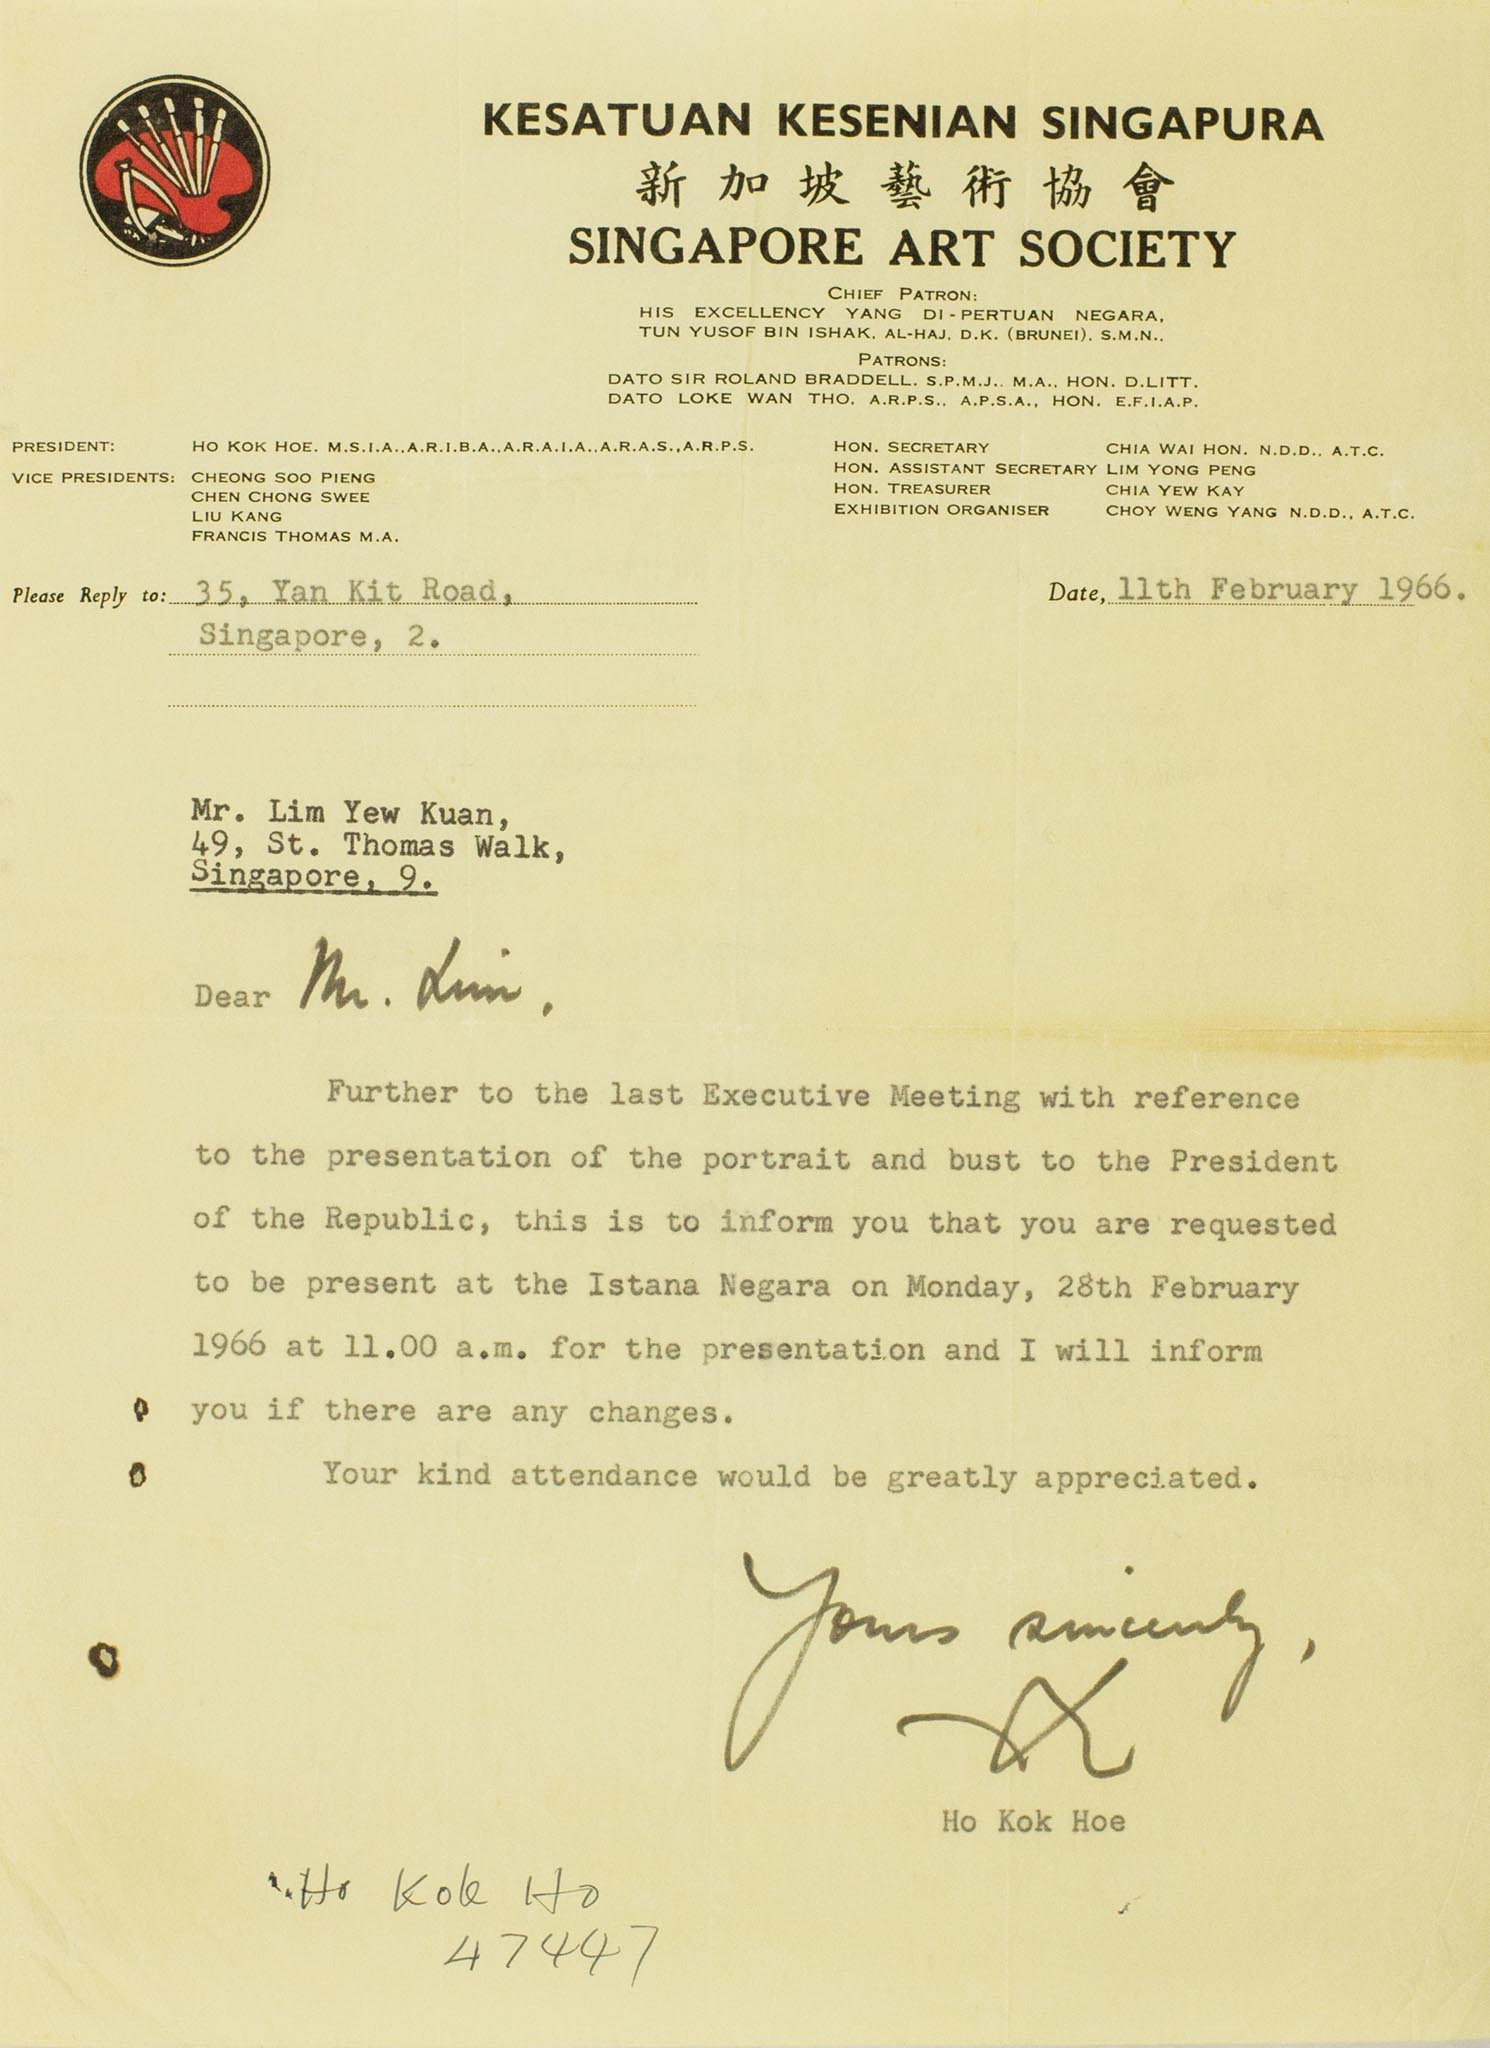 KESATUAN KESENIAN SINGAPURA
新加坡藝術協會
SINGAPORE ART SOCIETY
CHIEF PATRON:
HIS EXCELLENCY YANG DI-PERTUAN NEGARA,
TUN YUSOF BIN ISHAK, AL-HAJ, D.K. (BRUNEI), S.M.N.,
PATRONS:
DATO SIR ROLAND BRADDELL. S.P.M.J., M.A., HON. D.LITT.
DATO LOKE WAN THO. A.R.P.S., A.P.S.A., HON. E.F.I.A.P.
PRESIDENT: HO KOK HOE. M.S.I.A.,A.R.I.B.A.,A.R.A.I.A.,A.R.A.S.,A.R.P.S.
VICE PRESIDENTS: CHEONG SOO PIENG
CHEN CHONG SWEE
LIU KANG
FRANCIS THOMAS M.A.
HON. SECRETARY CHIA WAI HON. N.D.D., A.T.C.
HON. ASSISTANT SECRETARY LIM YONG PENG
HON. TREASURER CHIA YEW KAY
EXHIBITION ORGANISER CHOY WENG YANG N.D.D., A.T.C.
Please Reply to: 35, Yan Kit Road,
Singapore, 2.
Date, 11th February 1966.
Mr. Lim Yew Kuan,
49, St. Thomas Walk,
Singapore, 9.
Dear Mr. Lim,
Further to the last Executive Meeting with reference
to the presentation of the portrait and bust to the President
of the Republic, this is to inform you that you are requested
to be present at the Istana Negara on Monday, 28th February
1966 at 11.00 a.m. for the presentation and I will inform
you if there are any changes.
Your kind attendance would be greatly appreciated.
Yours sincerely,
Ho Kok Hoe
Ho Kok Ho
47447